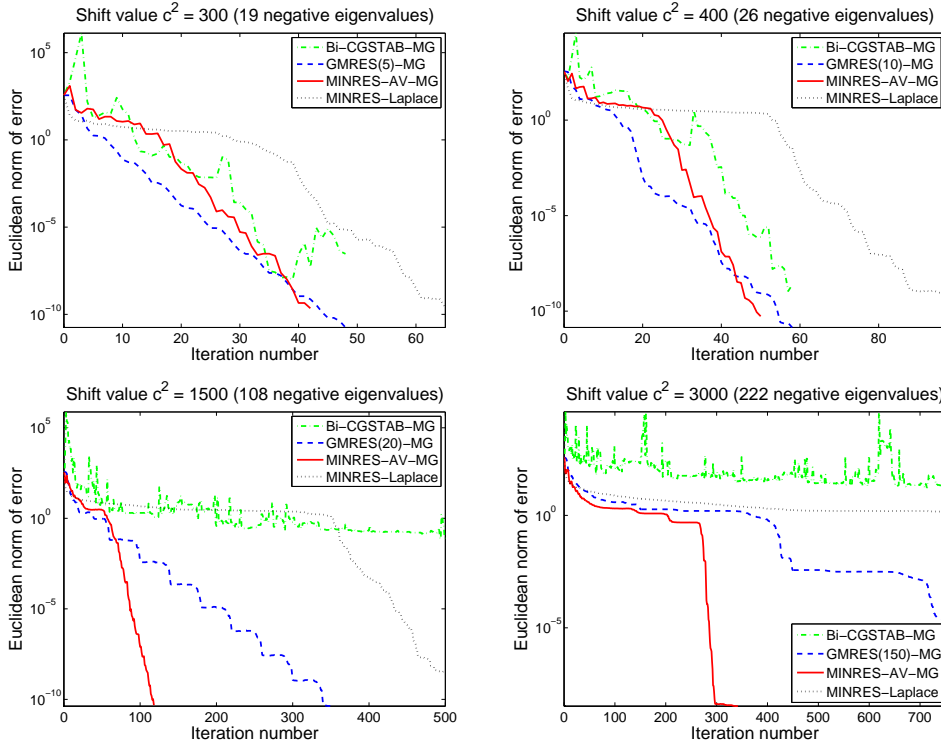 Shift value c² = 300 (19 negative eigenvalues)
Euclidean norm of error
10⁵
10⁰
10⁻⁵
10⁻¹⁰
Bi−CGSTAB−MG
GMRES(5)−MG
MINRES−AV−MG
MINRES−Laplace
0 10 20 30 40 50 60
Iteration number
Shift value c² = 400 (26 negative eigenvalues)
Euclidean norm of error
10⁰
10⁻⁵
10⁻¹⁰
Bi−CGSTAB−MG
GMRES(10)−MG
MINRES−AV−MG
MINRES−Laplace
0 20 40 60 80
Iteration number
Shift value c² = 1500 (108 negative eigenvalues)
Euclidean norm of error
10⁵
10⁰
10⁻⁵
10⁻¹⁰
Bi−CGSTAB−MG
GMRES(20)−MG
MINRES−AV−MG
MINRES−Laplace
0 100 200 300 400 500
Iteration number
Shift value c² = 3000 (222 negative eigenvalues)
Euclidean norm of error
10⁰
10⁻⁵
Bi−CGSTAB−MG
GMRES(150)−MG
MINRES−AV−MG
MINRES−Laplace
0 100 200 300 400 500 600 700
Iteration number